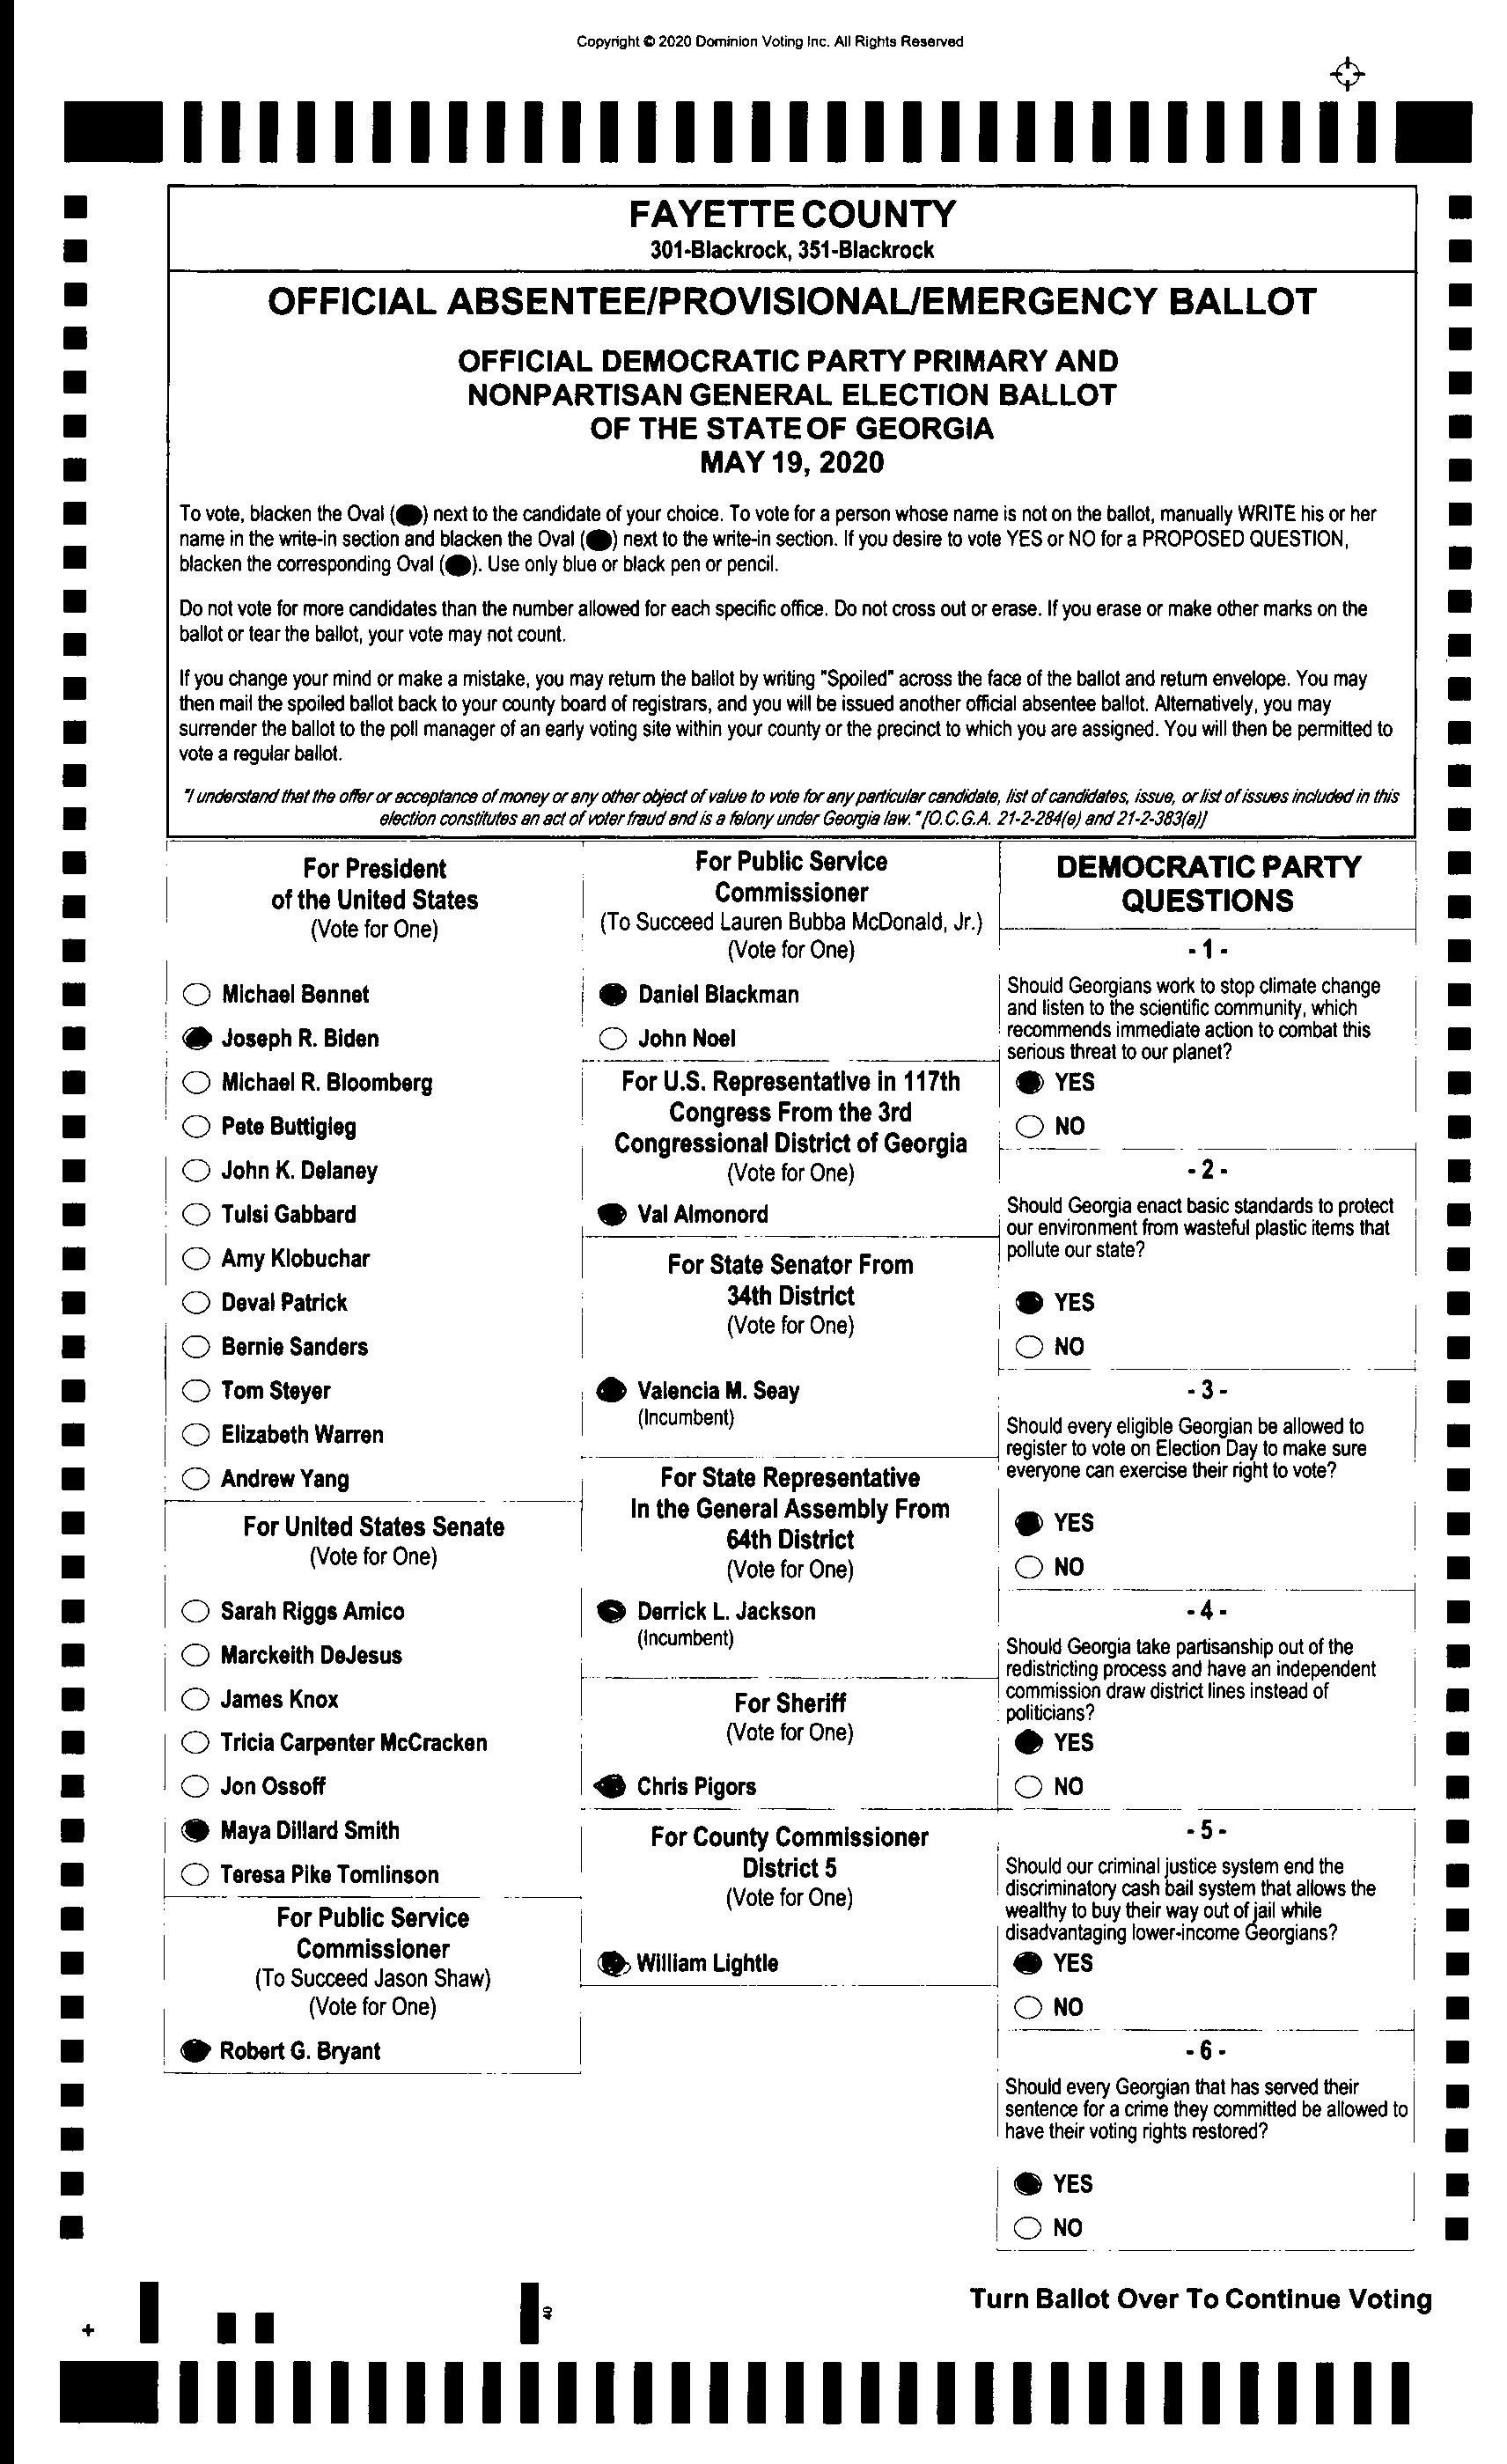 Copyright © 2020 Dominion Voting Inc. All Rights Reserved
FAYETTE COUNTY
301-Blackrock, 351-Blackrock
OFFICIAL ABSENTEE/PROVISIONAL/EMERGENCY BALLOT
OFFICIAL DEMOCRATIC PARTY PRIMARY AND
NONPARTISAN GENERAL ELECTION BALLOT
OF THE STATE OF GEORGIA
MAY 19, 2020
To vote, blacken the Oval ( ) next to the candidate of your choice. To vote for a person whose name is not on the ballot, manually WRITE his or her
name in the write-in section and blacken the Oval ( ) next to the write-in section. If you desire to vote YES or NO for a PROPOSED QUESTION,
blacken the corresponding Oval ( ). Use only blue or black pen or pencil.
Do not vote for more candidates than the number allowed for each specific office. Do not cross out or erase. If you erase or make other marks on the
ballot or tear the ballot, your vote may not count.
If you change your mind or make a mistake, you may return the ballot by writing "Spoiled" across the face of the ballot and return envelope. You may
then mail the spoiled ballot back to your county board of registrars, and you will be issued another official absentee ballot. Alternatively, you may
surrender the ballot to the poll manager of an early voting site within your county or the precinct to which you are assigned. You will then be permitted to
vote a regular ballot.
"I understand that the offer or acceptance of money or any other object of value to vote for any particular candidate, list of candidates, issue, or list of issues included in this
election constitutes an act of voter fraud and is a felony under Georgia law." [O.C.G.A. 21-2-284(e) and 21-2-383(a)]
For President
of the United States
(Vote for One)
Michael Bennet
Joseph R. Biden
Michael R. Bloomberg
Pete Buttigieg
John K. Delaney
Tulsi Gabbard
Amy Klobuchar
Deval Patrick
Bernie Sanders
Tom Steyer
Elizabeth Warren
Andrew Yang
For United States Senate
(Vote for One)
Sarah Riggs Amico
Marckeith DeJesus
James Knox
Tricia Carpenter McCracken
Jon Ossoff
Maya Dillard Smith
Teresa Pike Tomlinson
For Public Service
Commissioner
(To Succeed Jason Shaw)
(Vote for One)
Robert G. Bryant
For Public Service
Commissioner
(To Succeed Lauren Bubba McDonald, Jr.)
(Vote for One)
Daniel Blackman
John Noel
For U.S. Representative in 117th
Congress From the 3rd
Congressional District of Georgia
(Vote for One)
Val Almonord
For State Senator From
34th District
(Vote for One)
Valencia M. Seay
(Incumbent)
For State Representative
In the General Assembly From
64th District
(Vote for One)
Derrick L. Jackson
(Incumbent)
For Sheriff
(Vote for One)
Chris Pigors
For County Commissioner
District 5
(Vote for One)
William Lightle
DEMOCRATIC PARTY
QUESTIONS
- 1 -
Should Georgians work to stop climate change
and listen to the scientific community, which
recommends immediate action to combat this
serious threat to our planet?
YES
NO
- 2 -
Should Georgia enact basic standards to protect
our environment from wasteful plastic items that
pollute our state?
YES
NO
- 3 -
Should every eligible Georgian be allowed to
register to vote on Election Day to make sure
everyone can exercise their right to vote?
YES
NO
- 4 -
Should Georgia take partisanship out of the
redistricting process and have an independent
commission draw district lines instead of
politicians?
YES
NO
- 5 -
Should our criminal justice system end the
discriminatory cash bail system that allows the
wealthy to buy their way out of jail while
disadvantaging lower-income Georgians?
YES
NO
- 6 -
Should every Georgian that has served their
sentence for a crime they committed be allowed to
have their voting rights restored?
YES
NO
Turn Ballot Over To Continue Voting
40
+